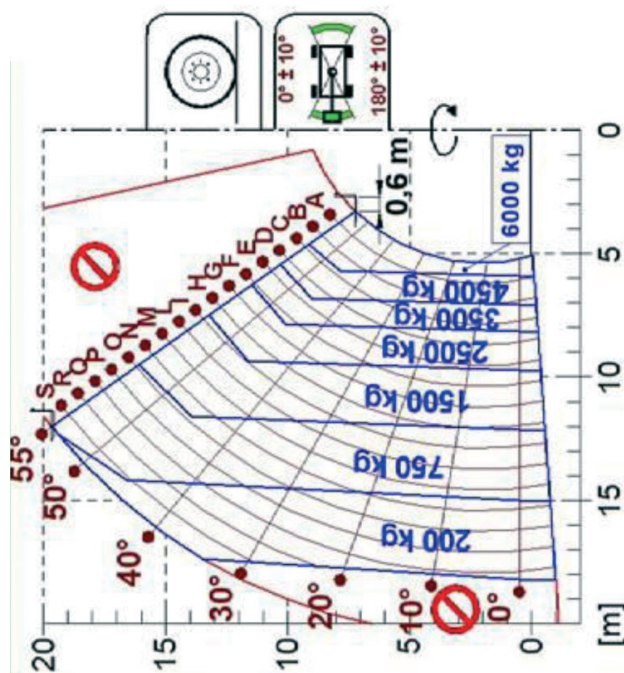 0° ± 10°
180° ± 10°
20
15
10
5
0
0
5
10
15
[m]
0,6 m
6000 kg
4500 kg
3500 kg
2500 kg
1500 kg
750 kg
200 kg
A
B
C
D
E
F
G
H
I
L
M
N
O
P
Q
R
S
55°
50°
40°
30°
20°
10°
0°